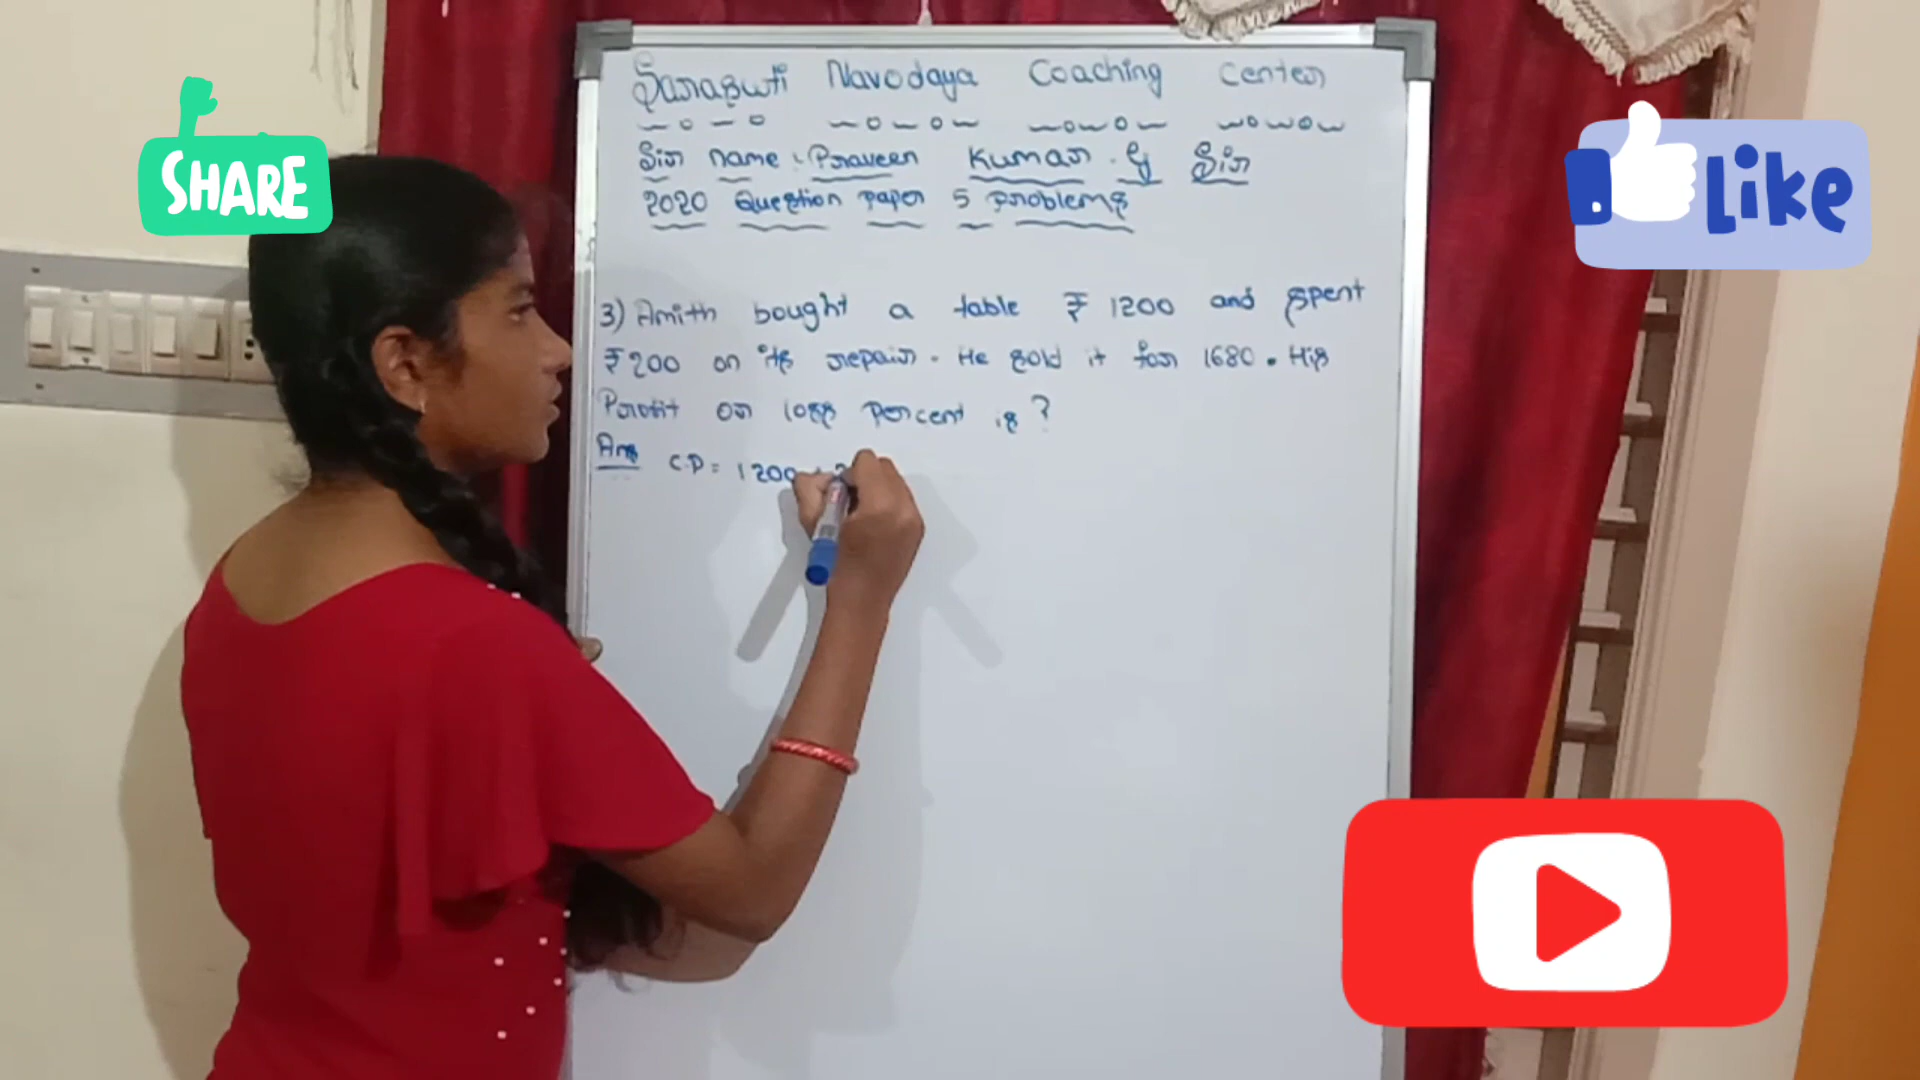 Saraswti Navodaya Coaching Center
Sir name : Praveen Kumar . G Sir
2020 Question paper 5 problems
3) Amith bought a table ₹ 1200 and spent
₹ 200 on its repair . He sold it for 1680 . His
Profit or loss percent is ?
Ans C.P = 1200 + 2
SHARE
Like